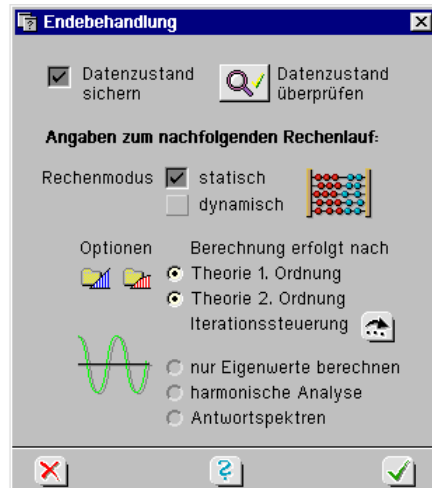 Endebehandlung
Datenzustand sichern
Datenzustand überprüfen
Angaben zum nachfolgenden Rechenlauf:
Rechenmodus
statisch
dynamisch
Optionen
Berechnung erfolgt nach
Theorie 1. Ordnung
Theorie 2. Ordnung
Iterationssteuerung
...
nur Eigenwerte berechnen
harmonische Analyse
Antwortspektren
?